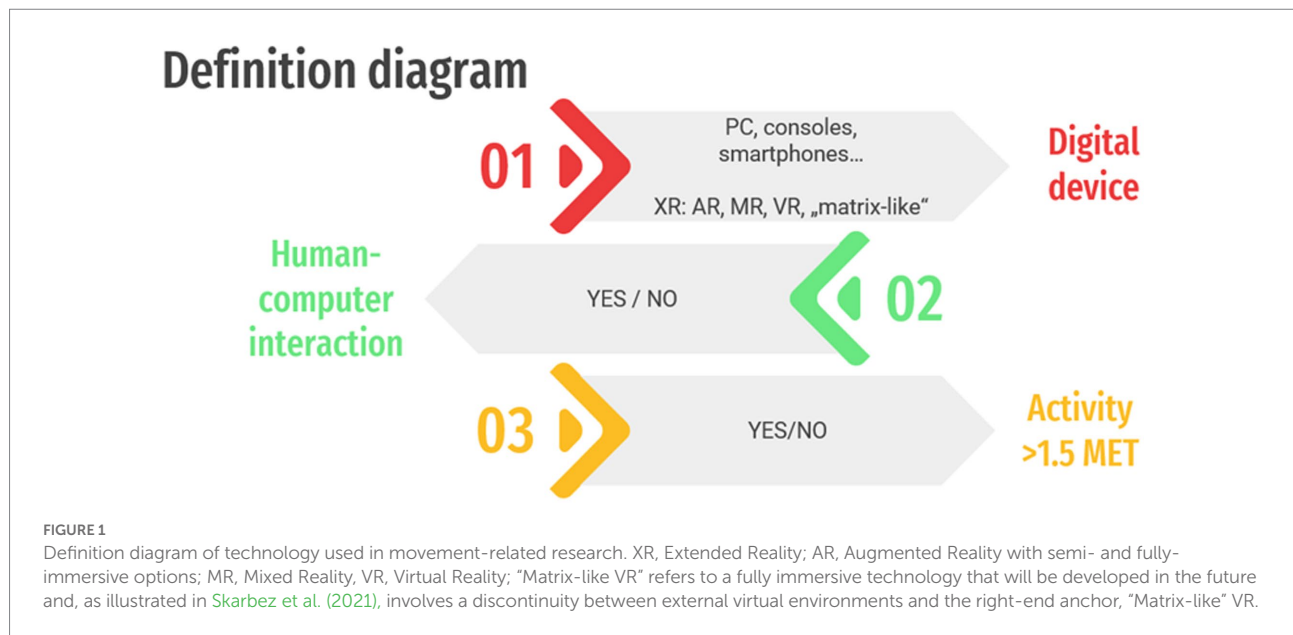 Definition diagram
01
PC, consoles,
smartphones...
XR: AR, MR, VR, „matrix-like“
Digital
device
Human-
computer
interaction
YES / NO
02
03
YES/NO
Activity
>1.5 MET
FIGURE 1
Definition diagram of technology used in movement-related research. XR, Extended Reality; AR, Augmented Reality with semi- and fully-
immersive options; MR, Mixed Reality, VR, Virtual Reality; “Matrix-like VR” refers to a fully immersive technology that will be developed in the future
and, as illustrated in Skarbez et al. (2021), involves a discontinuity between external virtual environments and the right-end anchor, “Matrix-like” VR.